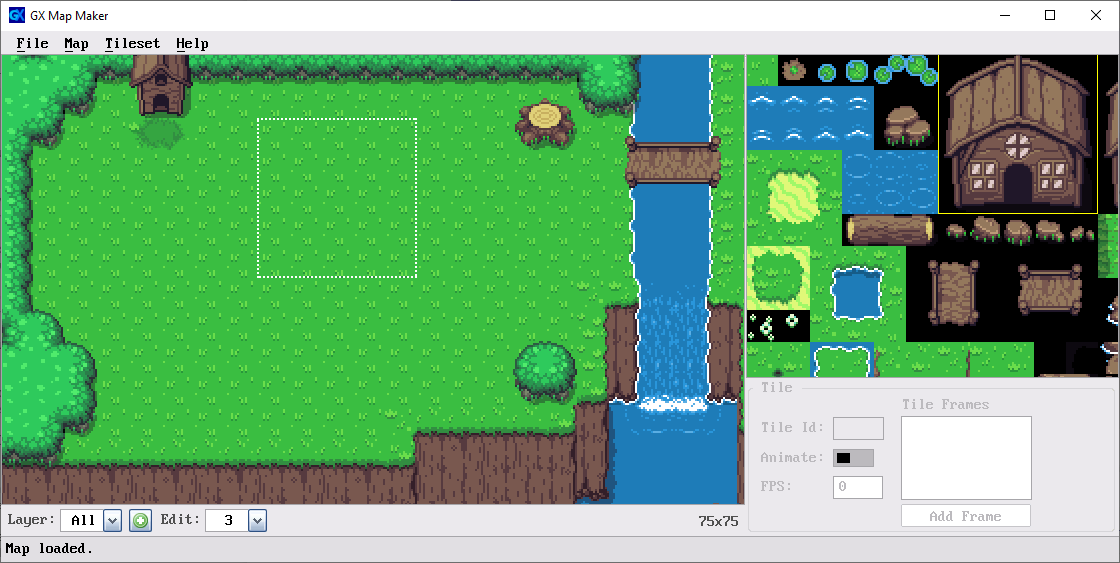 GX GX Map Maker
File Map Tileset Help
Tile
Tile Frames
Tile Id:
Animate:
FPS: 0
Add Frame
Layer: All Edit: 3 75x75
Map loaded.